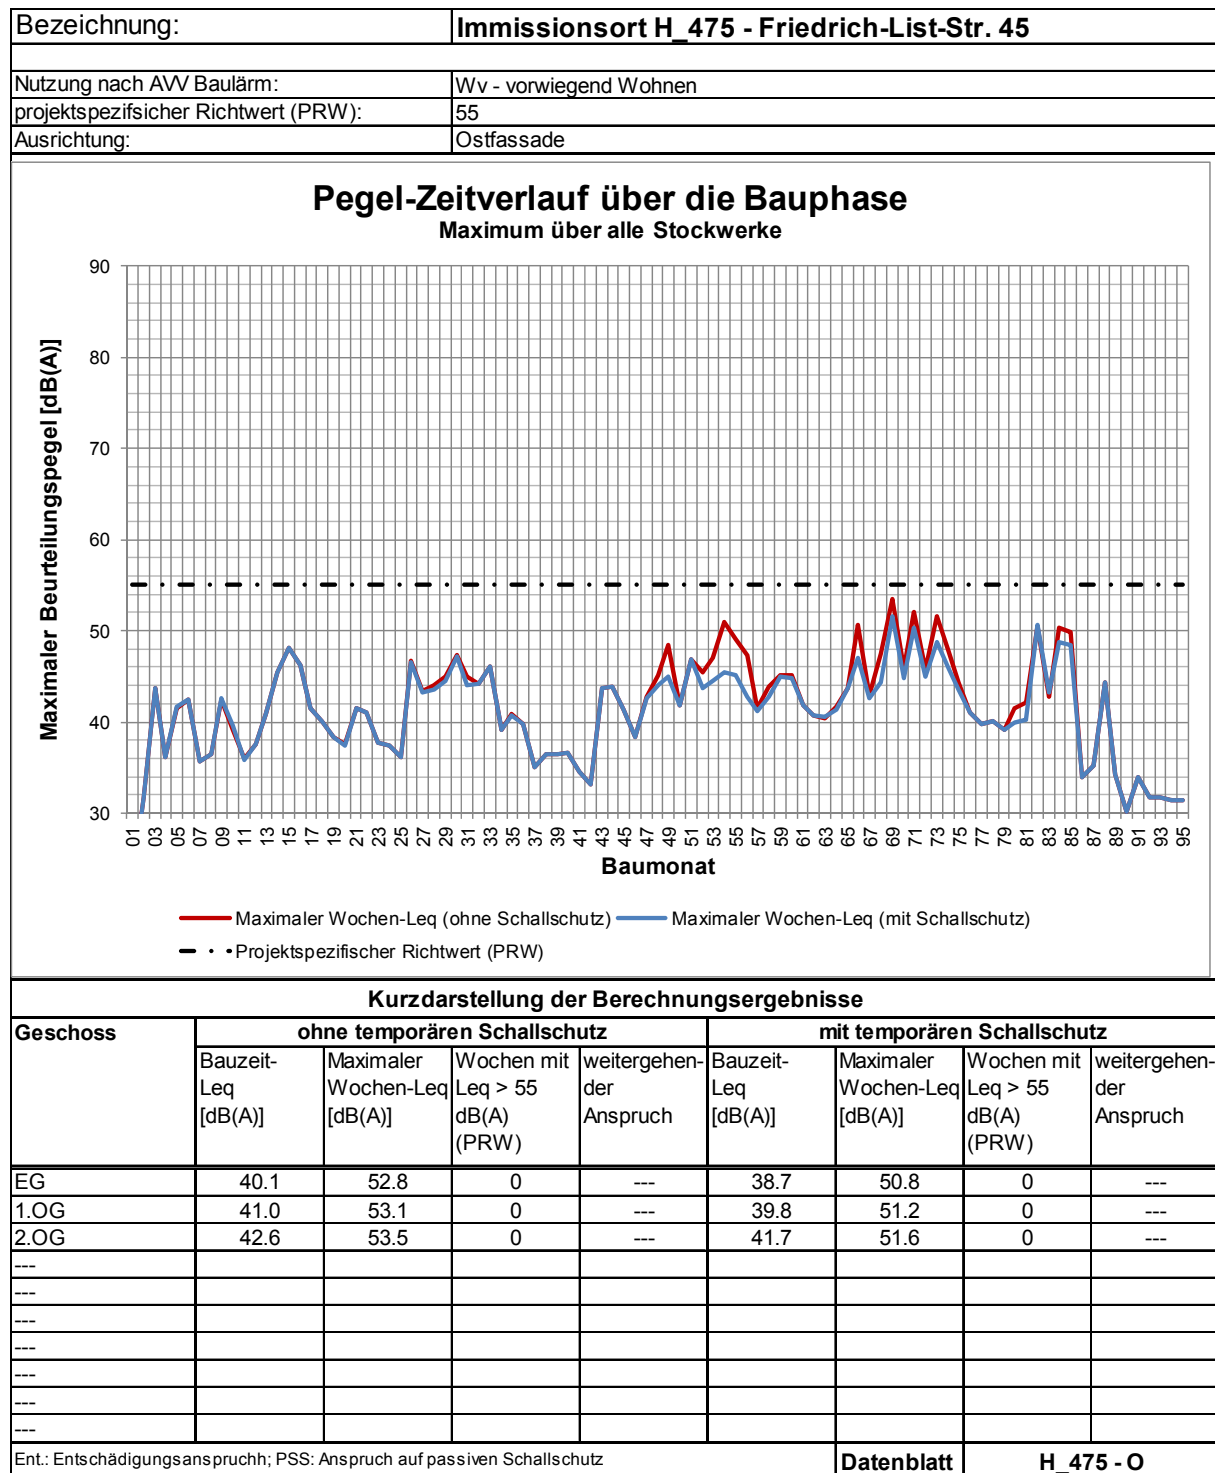 Bezeichnung: Immissionsort H_475 - Friedrich-List-Str. 45
Nutzung nach AVV Baulärm: Wv - vorwiegend Wohnen
projektspezifsicher Richtwert (PRW): 55
Ausrichtung: Ostfassade
Pegel-Zeitverlauf über die Bauphase
Maximum über alle Stockwerke
Maximaler Beurteilungspegel [dB(A)]
90
80
70
60
50
40
30
01 03 05 07 09 11 13 15 17 19 21 23 25 27 29 31 33 35 37 39 41 43 45 47 49 51 53 55 57 59 61 63 65 67 69 71 73 75 77 79 81 83 85 87 89 91 93 95
Baumonat
Maximaler Wochen-Leq (ohne Schallschutz) Maximaler Wochen-Leq (mit Schallschutz)
Projektspezifischer Richtwert (PRW)
Kurzdarstellung der Berechnungsergebnisse
Geschoss ohne temporären Schallschutz mit temporären Schallschutz
Bauzeit- Maximaler Wochen mit weitergehen- Bauzeit- Maximaler Wochen mit weitergehen-
Leq Wochen-Leq Leq > 55 der Leq Wochen-Leq Leq > 55 der
[dB(A)] [dB(A)] dB(A) Anspruch [dB(A)] [dB(A)] dB(A) Anspruch
(PRW) (PRW)
EG 40.1 52.8 0 --- 38.7 50.8 0 ---
1.OG 41.0 53.1 0 --- 39.8 51.2 0 ---
2.OG 42.6 53.5 0 --- 41.7 51.6 0 ---
---
---
---
---
---
---
---
Ent.: Entschädigungsanspruchh; PSS: Anspruch auf passiven Schallschutz Datenblatt H_475 - O